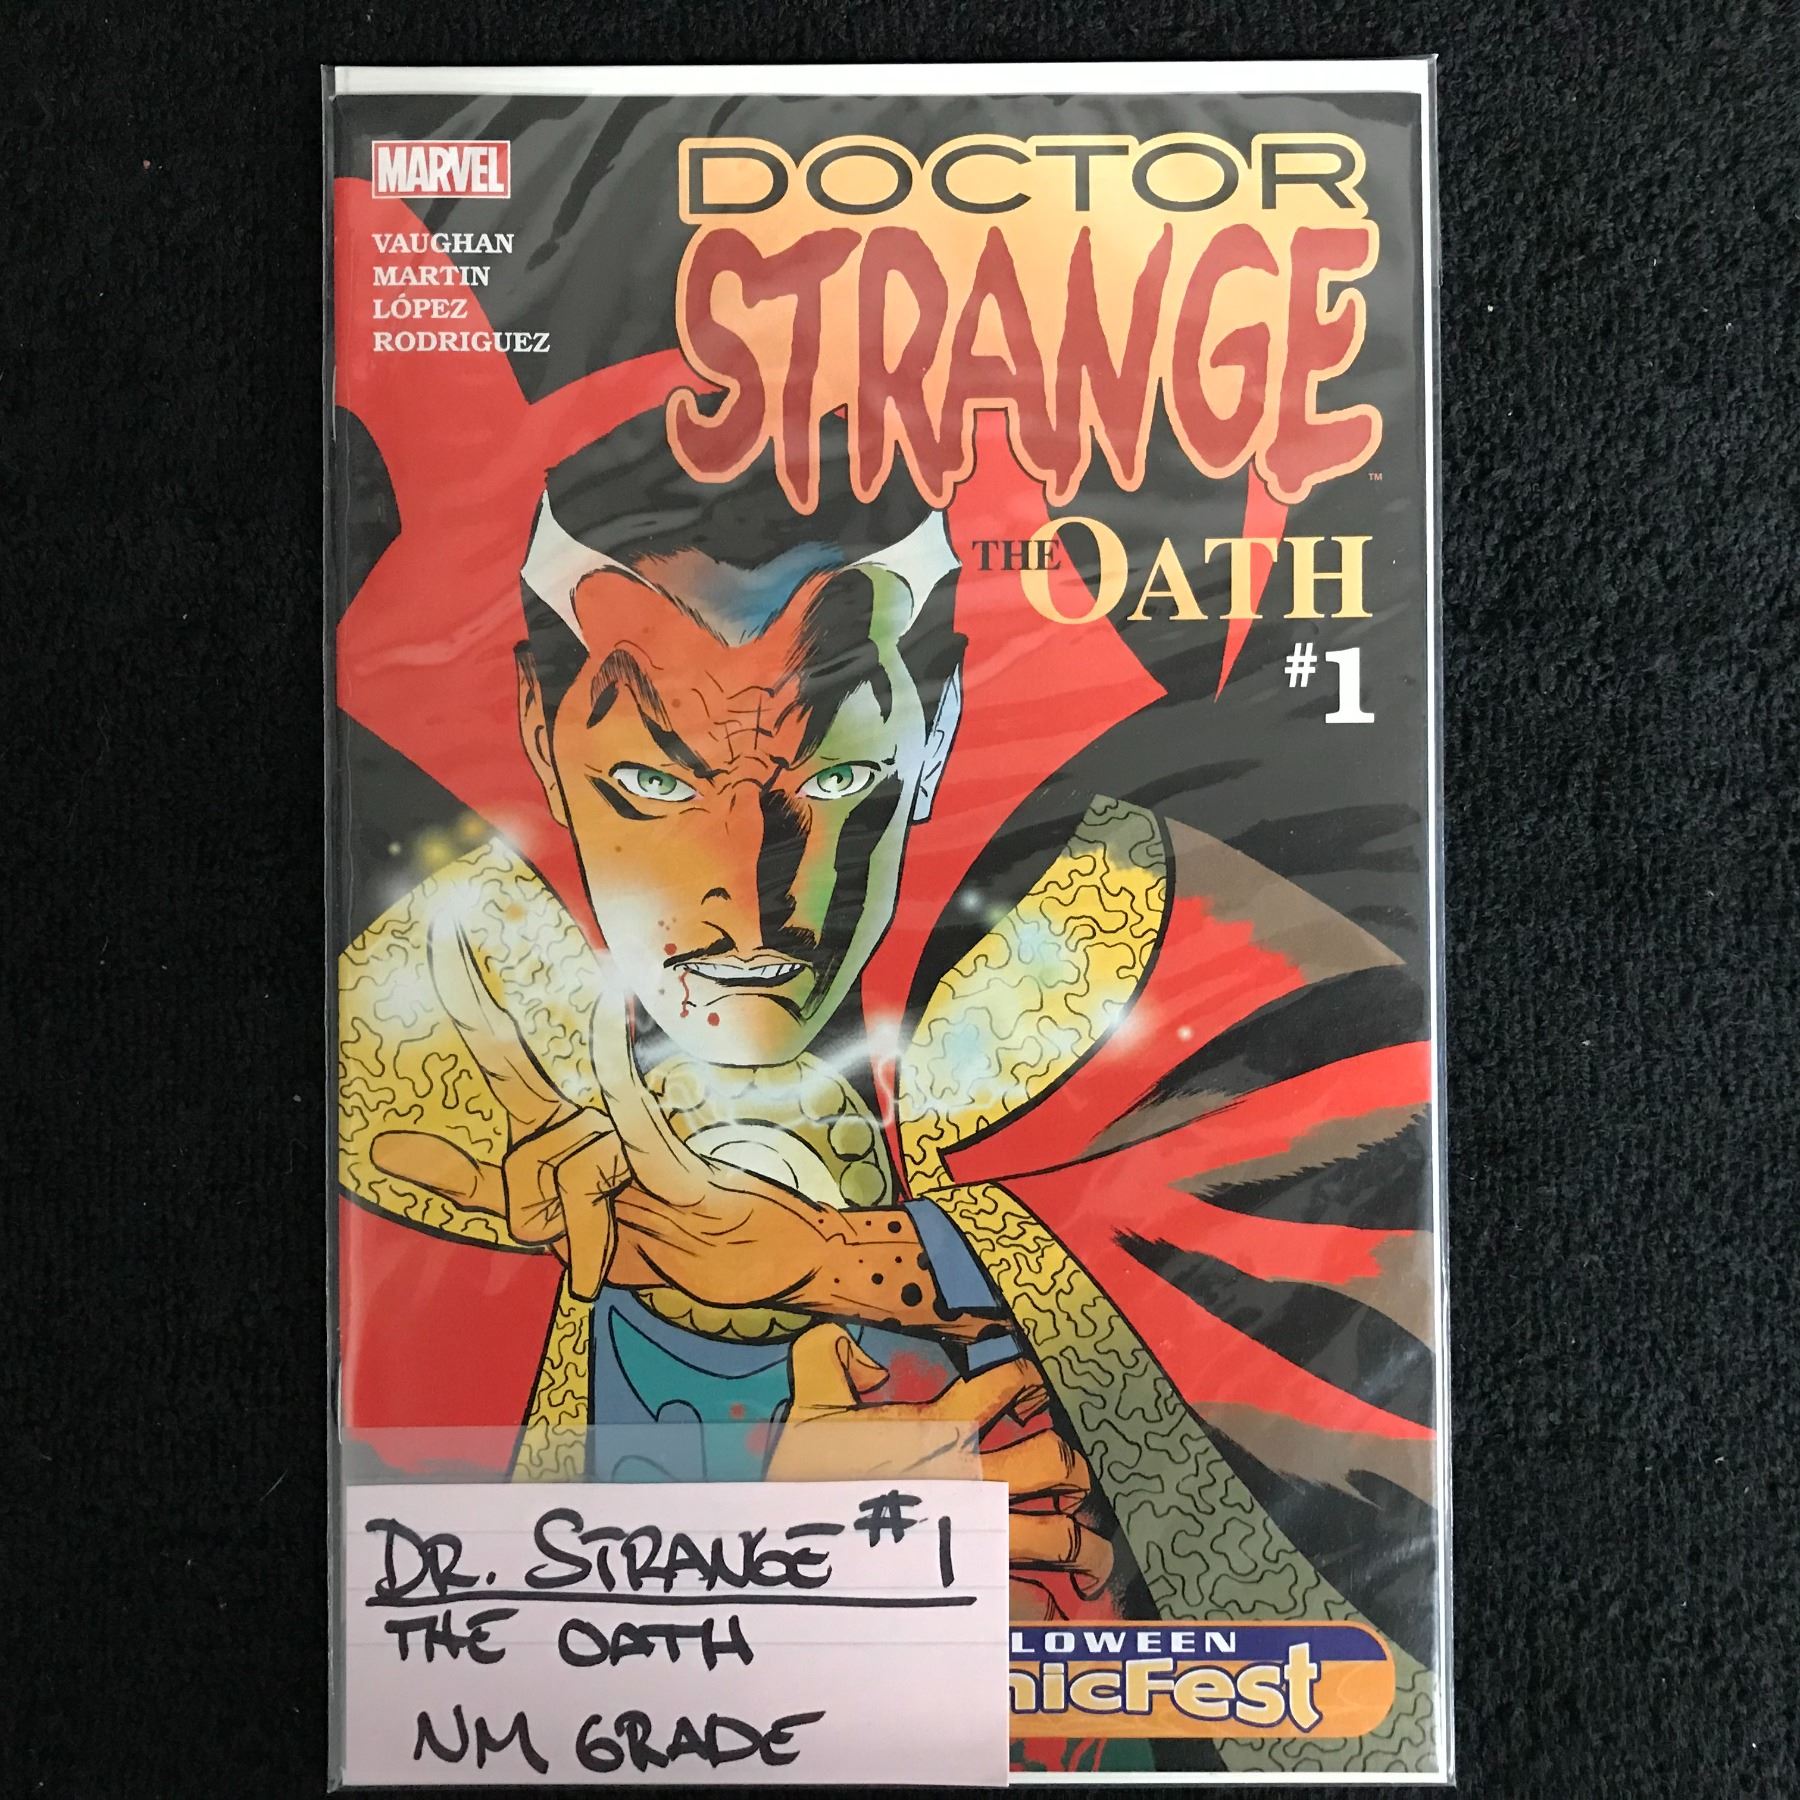 MARVEL
VAUGHAN
MARTIN
LÓPEZ
RODRIGUEZ
DOCTOR
STRANGE
TM
THE OATH
#1
DR. STRANGE #1
THE OATH
NM GRADE
LOWEEN
nicFest